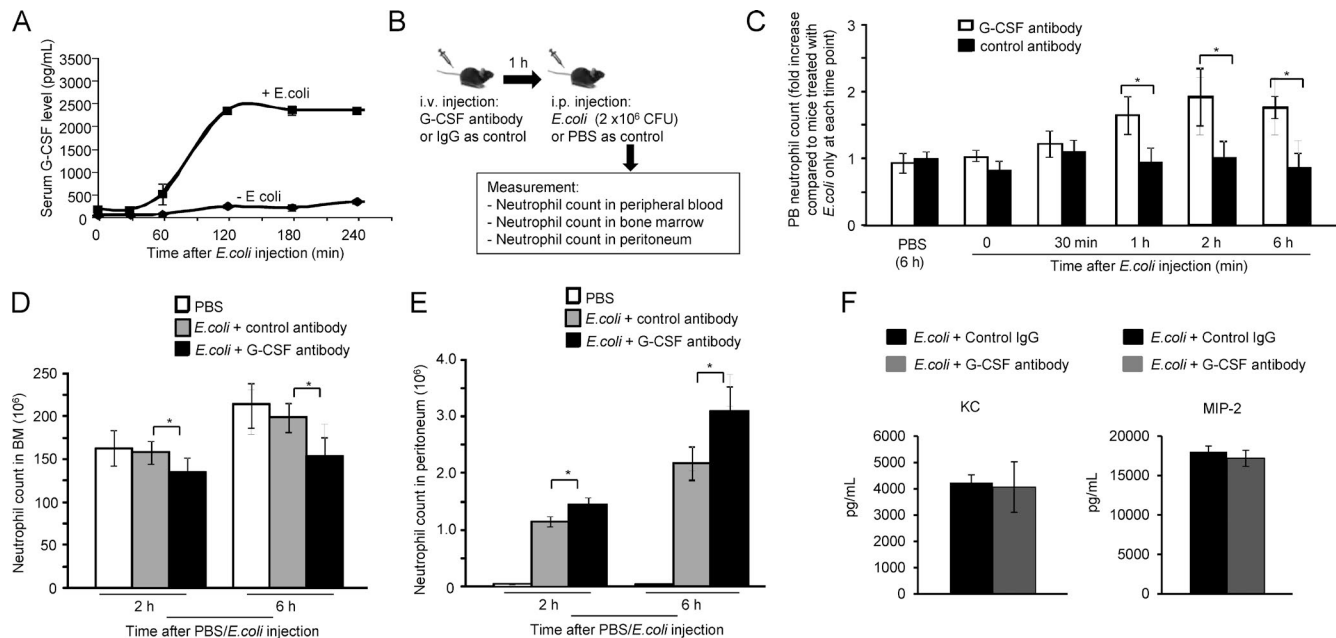 A
Serum G-CSF level (pg/mL)
3500
3000
2500
2000
1500
1000
500
0
+ E.coli
- E coli
0
60
120
180
240
Time after E.coli injection (min)
B
1 h
i.v. injection:
G-CSF antibody
or IgG as control
i.p. injection:
E.coli (2 x10⁶ CFU)
or PBS as control
Measurement:
- Neutrophil count in peripheral blood
- Neutrophil count in bone marrow
- Neutrophil count in peritoneum
C
PB neutrophil count (fold increase
compared to mice treated with
E.coli only at each time point)
3
2
1
0
G-CSF antibody
control antibody
*
*
*
PBS
(6 h)
0
30 min
1 h
2 h
6 h
Time after E.coli injection (min)
D
PBS
E.coli + control antibody
E.coli + G-CSF antibody
Neutrophil count in BM (10⁶)
250
200
150
100
50
0
*
*
2 h
6 h
Time after PBS/E.coli injection
E
PBS
E.coli + control antibody
E.coli + G-CSF antibody
Neutrophil count in peritoneum (10⁶)
4.0
3.0
2.0
1.0
0
*
*
2 h
6 h
Time after PBS/E.coli injection
F
E.coli + Control IgG
E.coli + G-CSF antibody
KC
pg/mL
6000
5000
4000
3000
2000
1000
0
E.coli + Control IgG
E.coli + G-CSF antibody
MIP-2
pg/mL
20000
15000
10000
5000
0